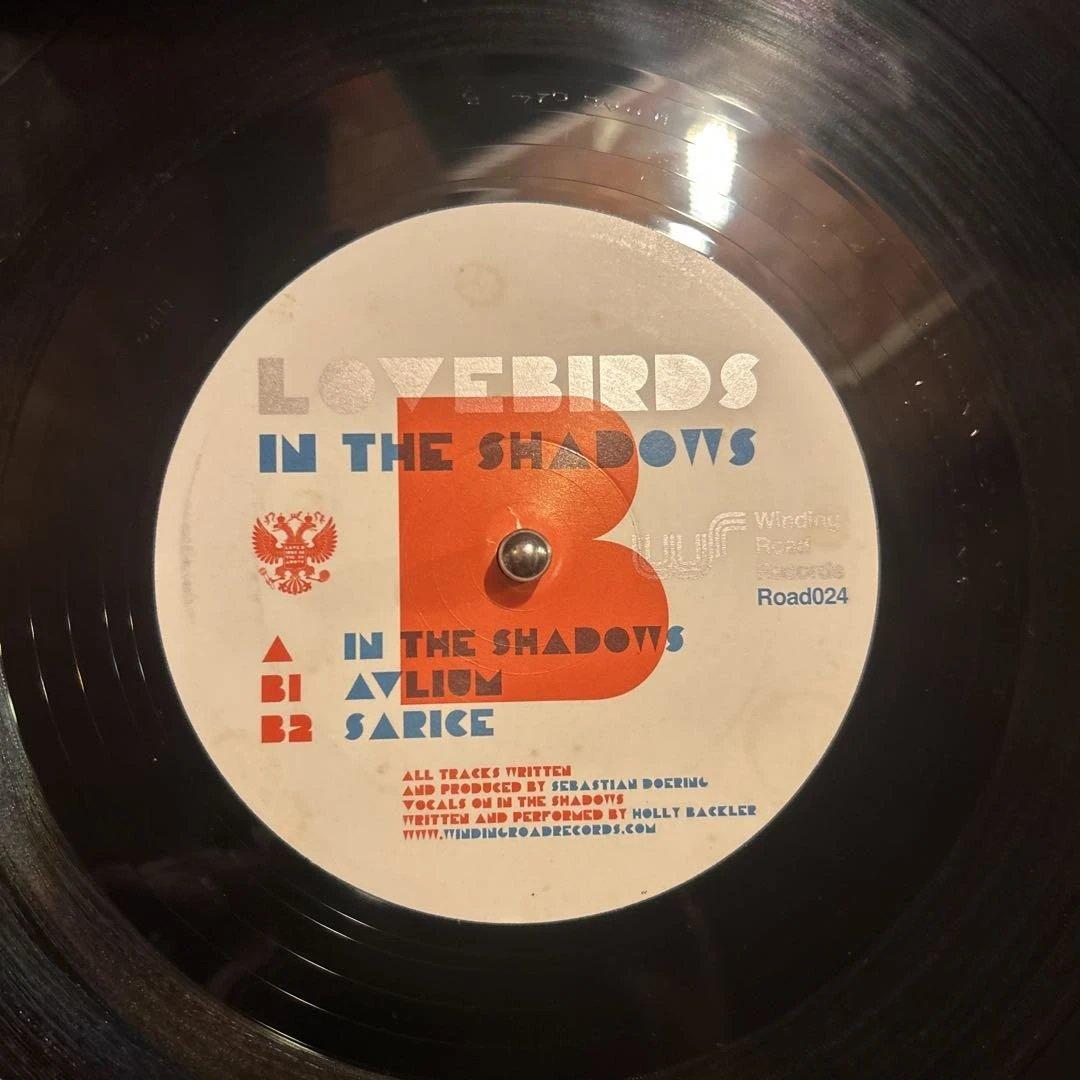 LOVEBIRDS
IN THE SHADOWS
B
Winding
Road
Records
Road024
A IN THE SHADOWS
B1 AVLIUM
B2 SARICE
ALL TRACKS WRITTEN
AND PRODUCED BY SEBASTIAN DOERING
VOCALS ON IN THE SHADOWS
WRITTEN AND PERFORMED BY HOLLY BACKLER
WWW.WINDINGROADRECORDS.COM